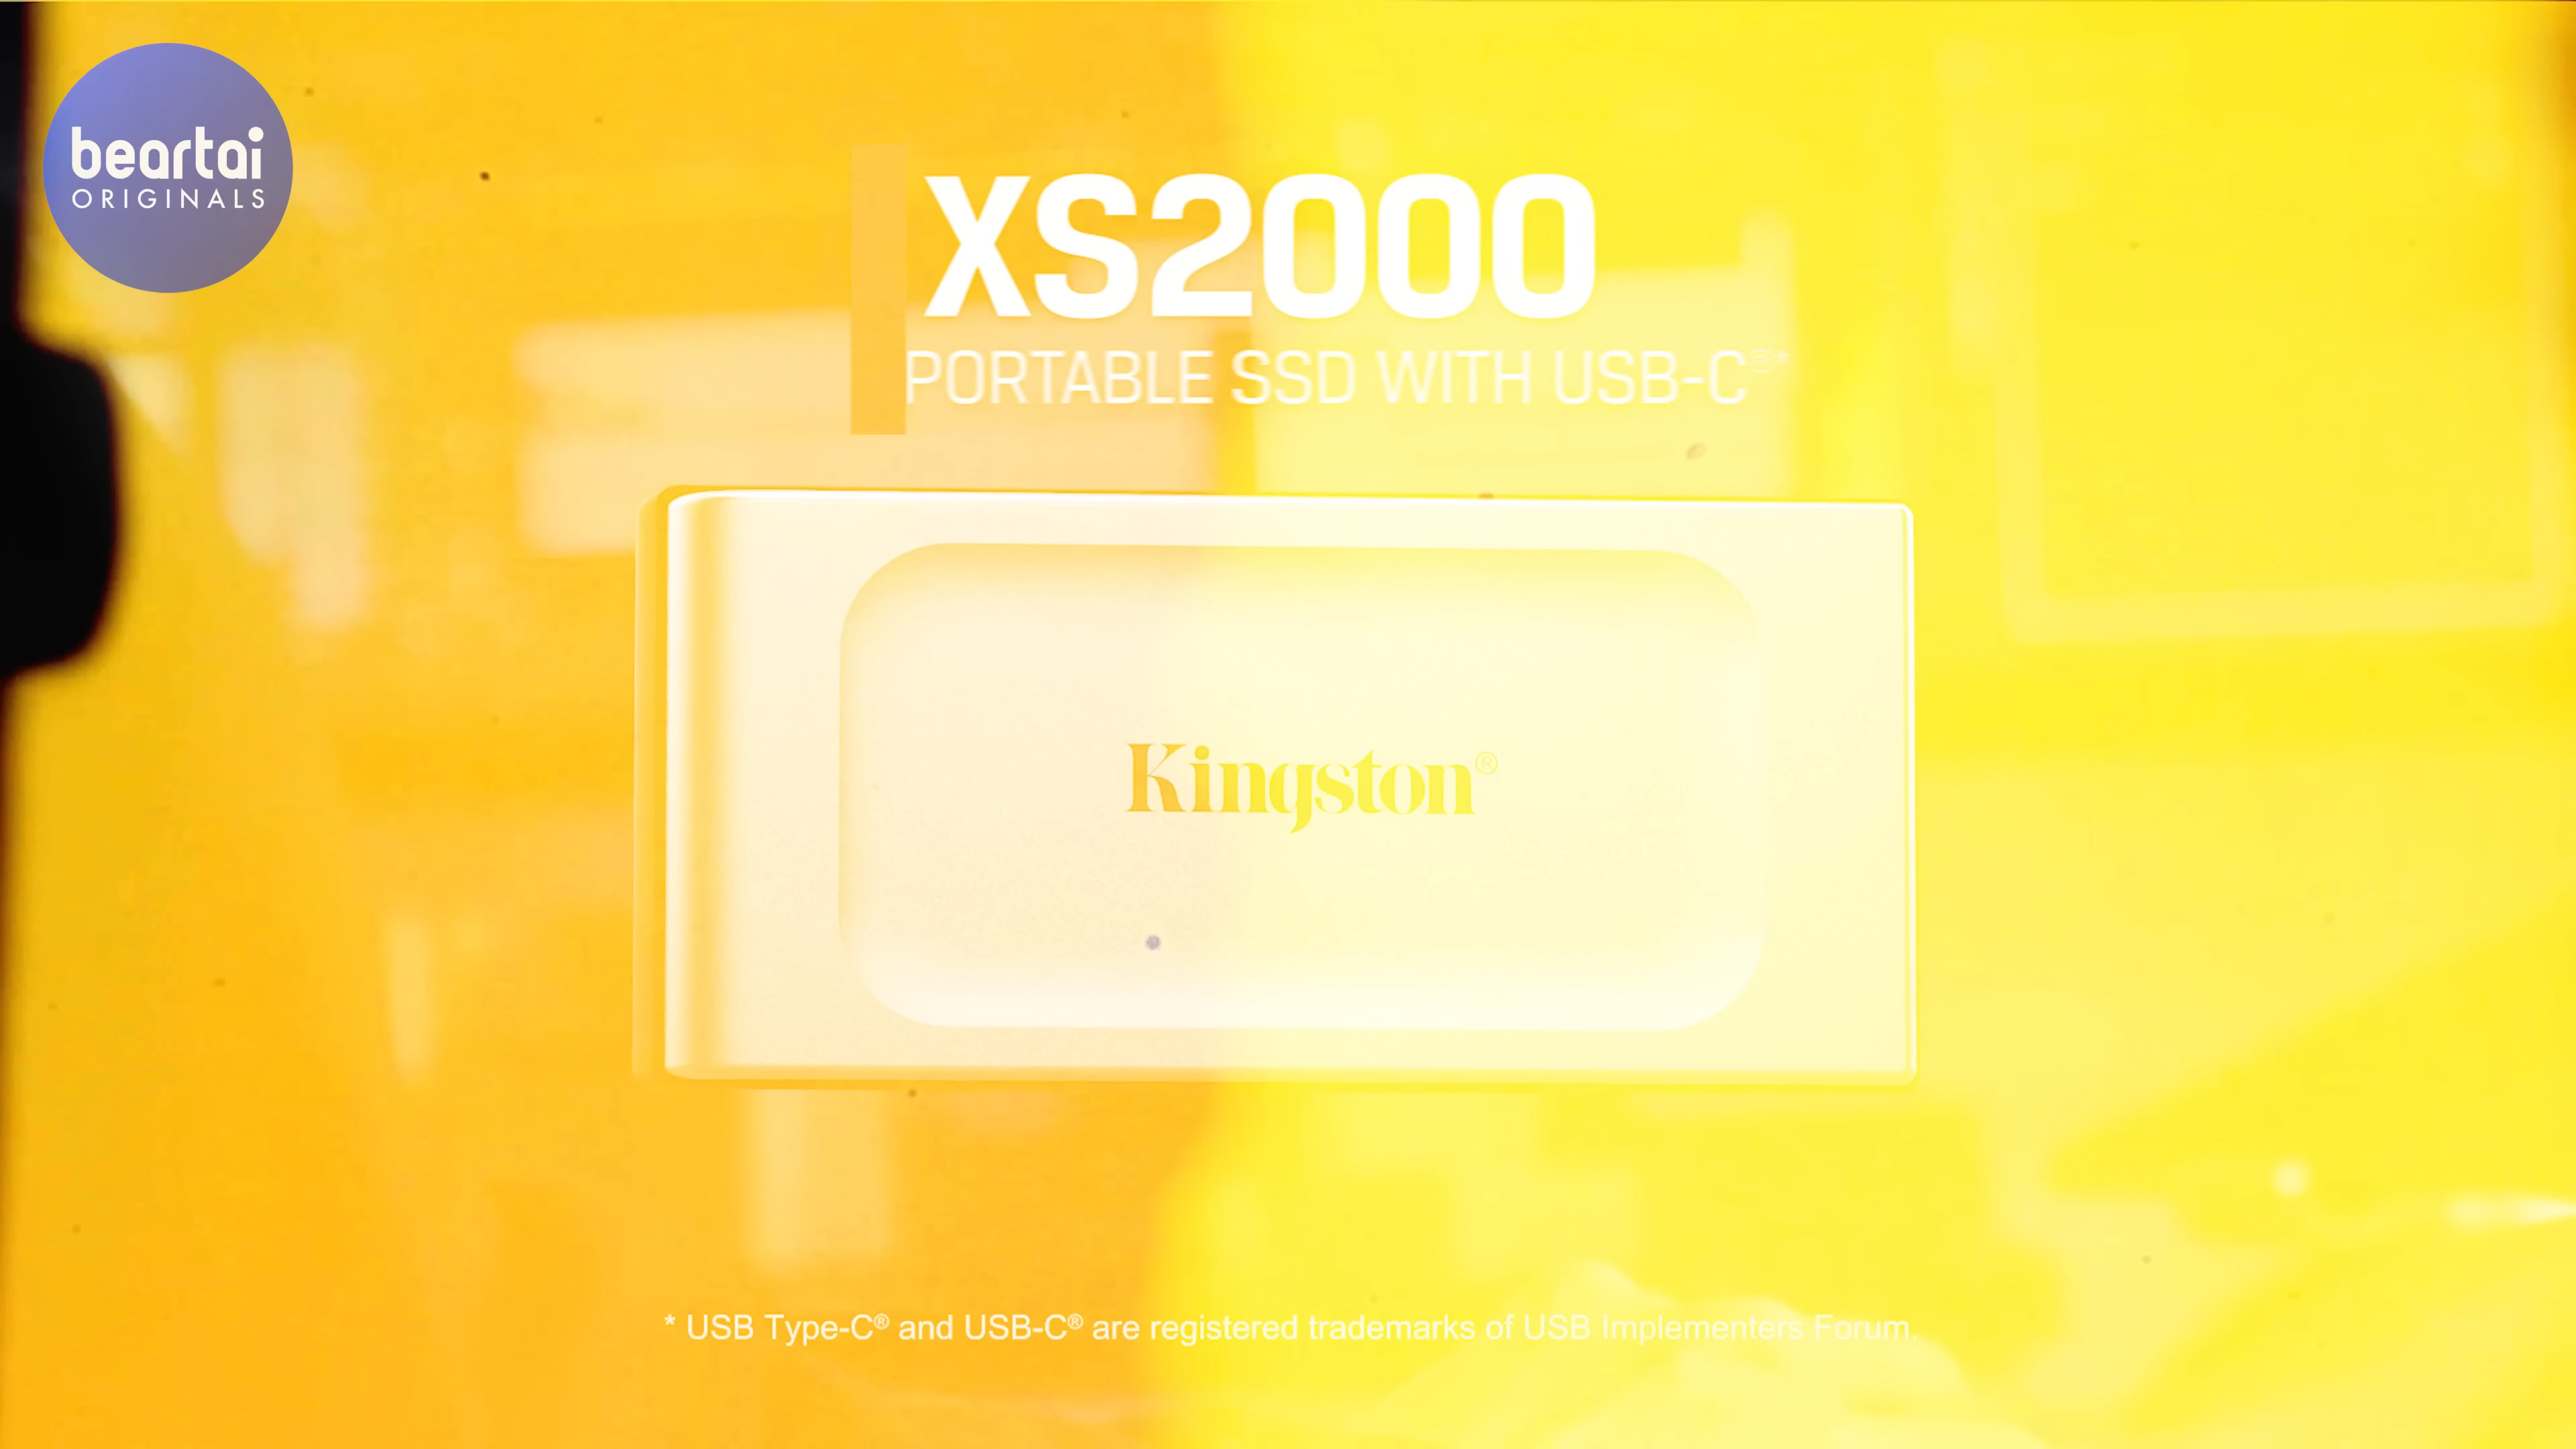 beartai
ORIGINALS
XS2000
PORTABLE SSD WITH USB-C
Kingston®
* USB Type-C® and USB-C® are registered trademarks of USB Implementers Forum.